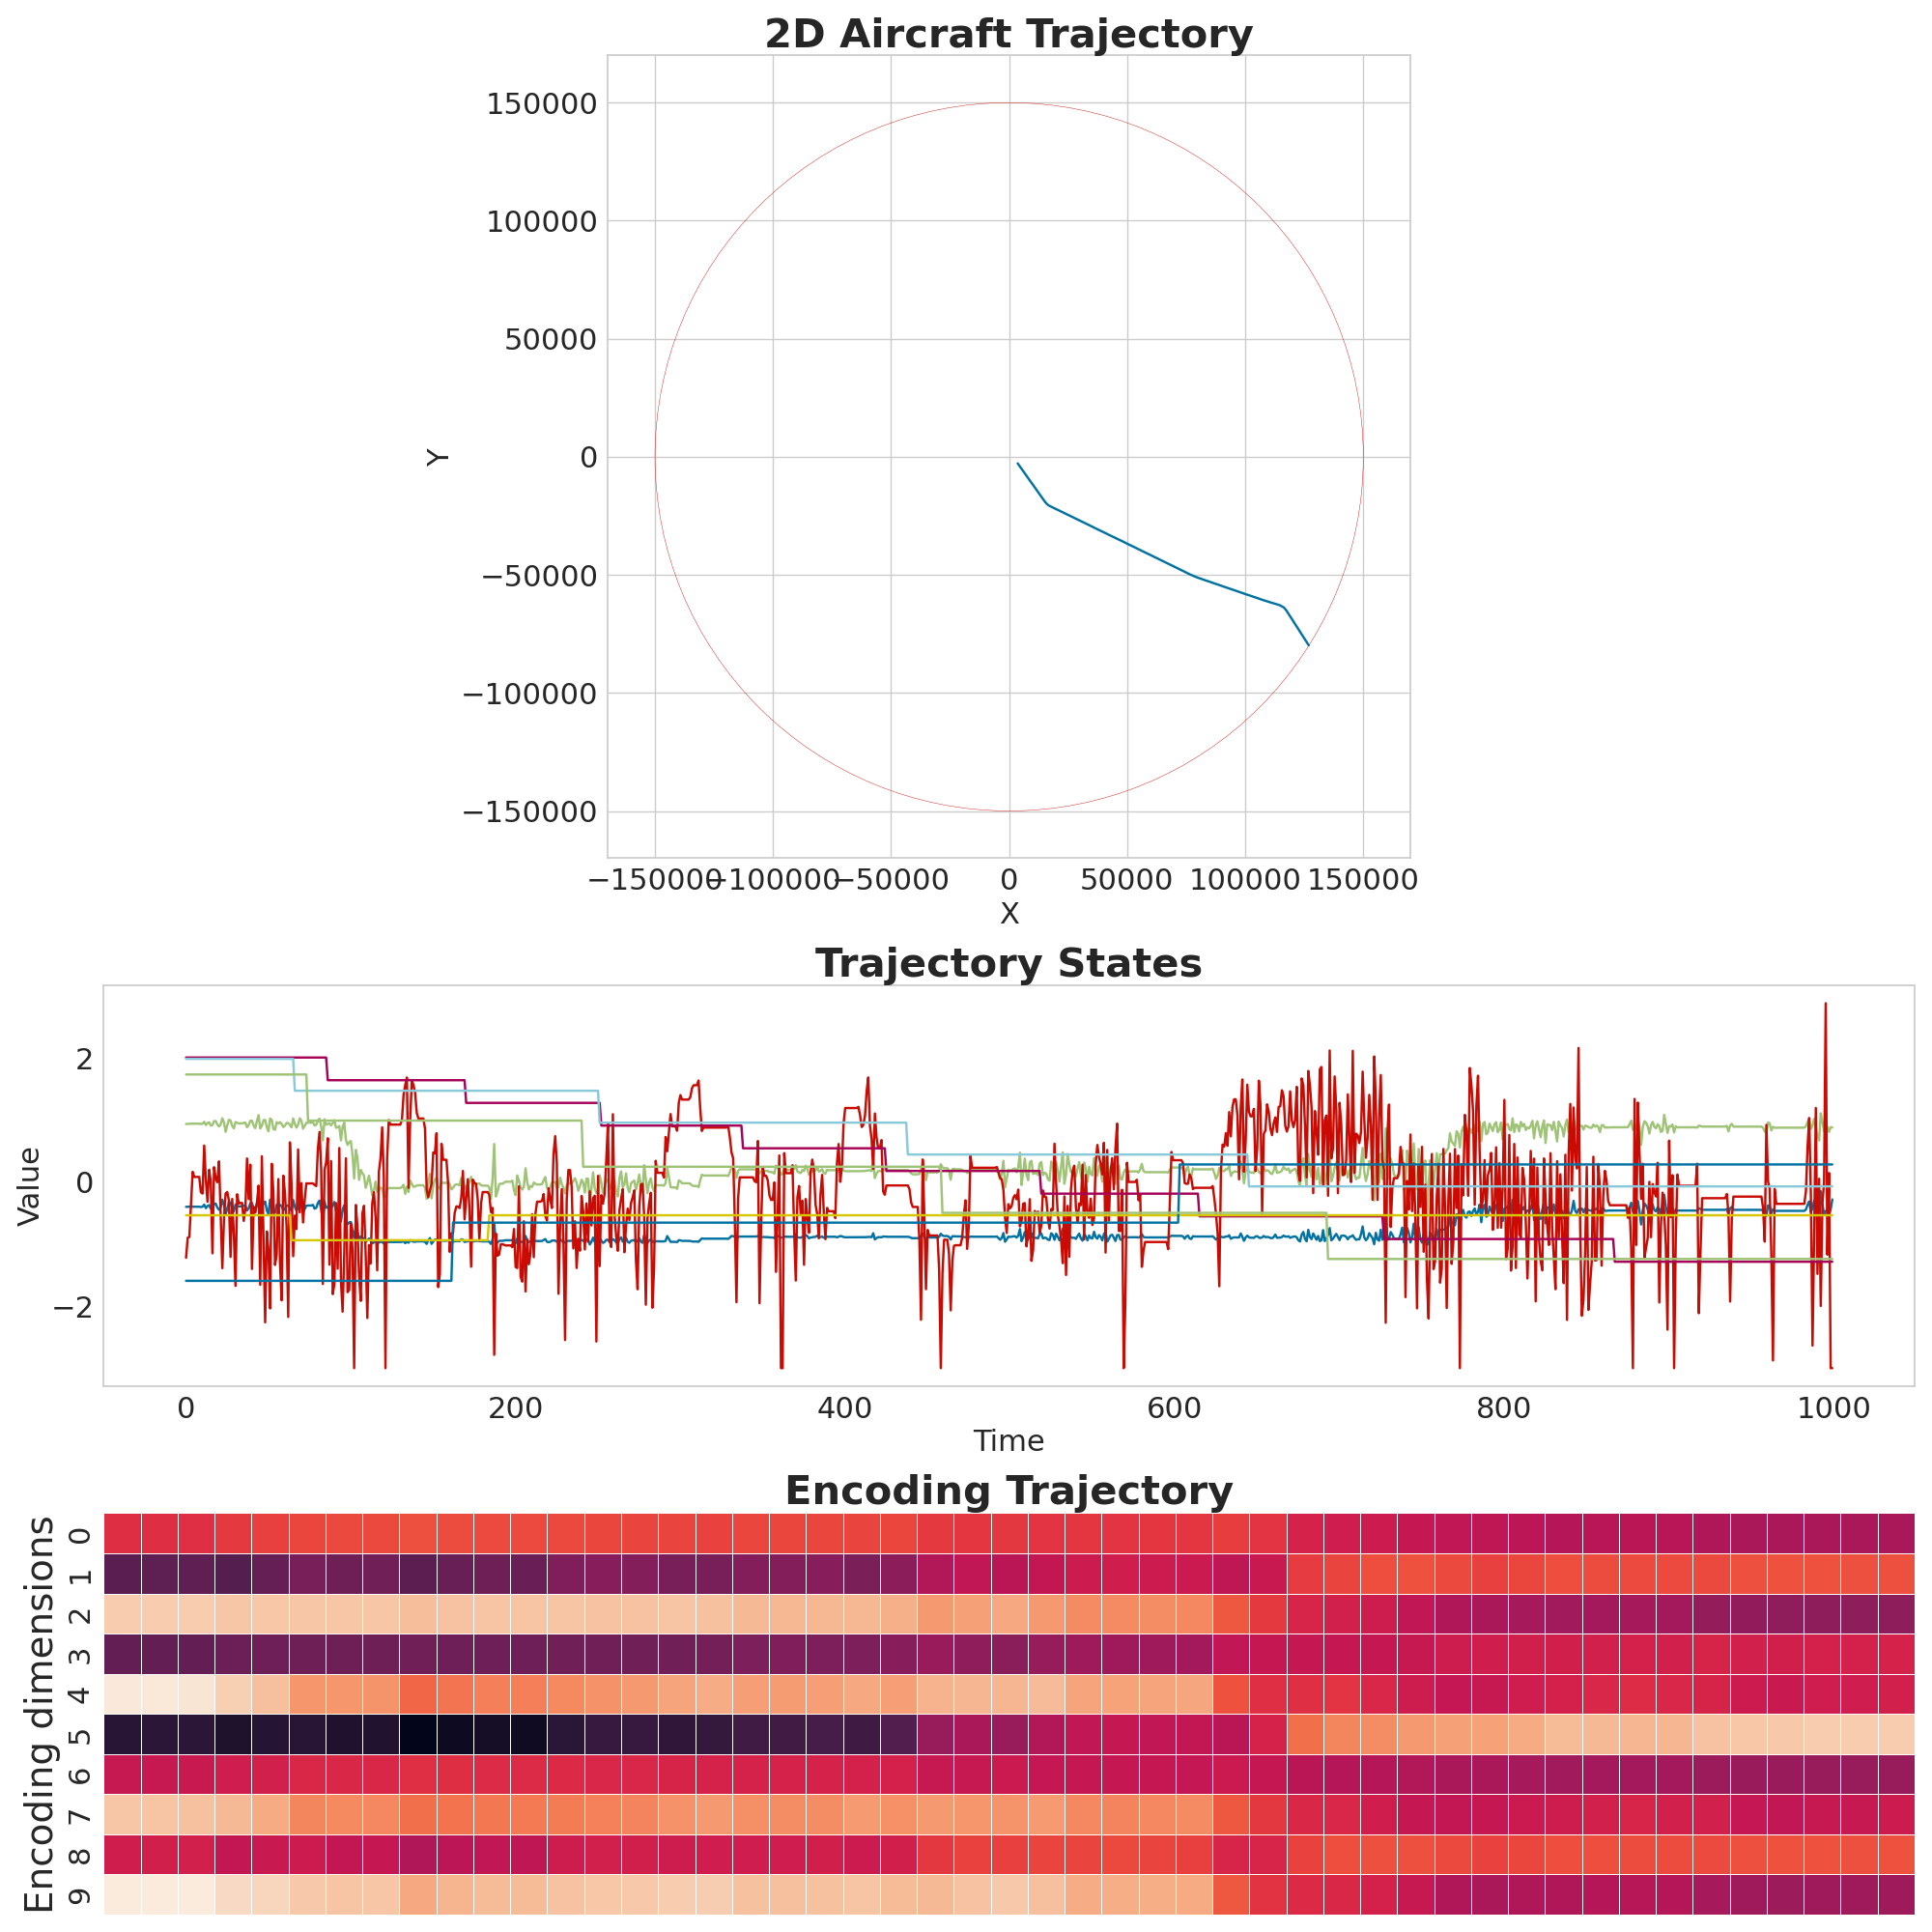 2D Aircraft Trajectory
150000
100000
50000
0
−50000
−100000
−150000
Y
−150000 −100000 −50000 0 50000 100000 150000
X
Trajectory States
2
0
−2
Value
0 200 400 600 800 1000
Time
Encoding Trajectory
Encoding dimensions
0
1
2
3
4
5
6
7
8
9